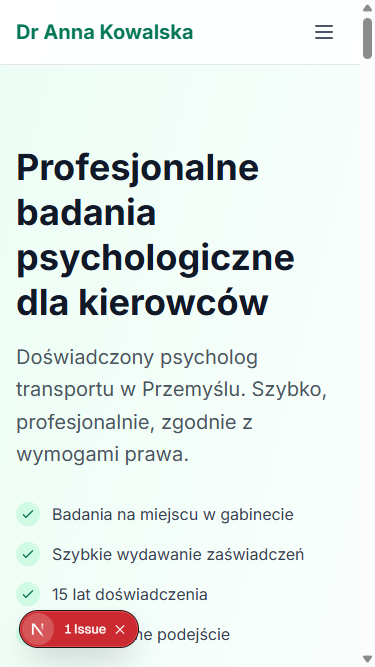 Dr Anna Kowalska
Profesjonalne
badania
psychologiczne
dla kierowców
Doświadczony psycholog
transportu w Przemyślu. Szybko,
profesjonalnie, zgodnie z
wymogami prawa.
Badania na miejscu w gabinecie
Szybkie wydawanie zaświadczeń
15 lat doświadczenia
podejście
N 1 Issue